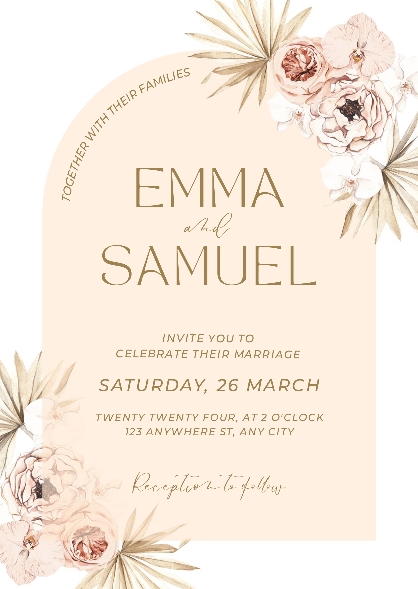 TOGETHER WITH THEIR FAMILIES
EMMA
and
SAMUEL
INVITE YOU TO
CELEBRATE THEIR MARRIAGE
SATURDAY, 26 MARCH
TWENTY TWENTY FOUR, AT 2 O'CLOCK
123 ANYWHERE ST, ANY CITY
Reception to follow